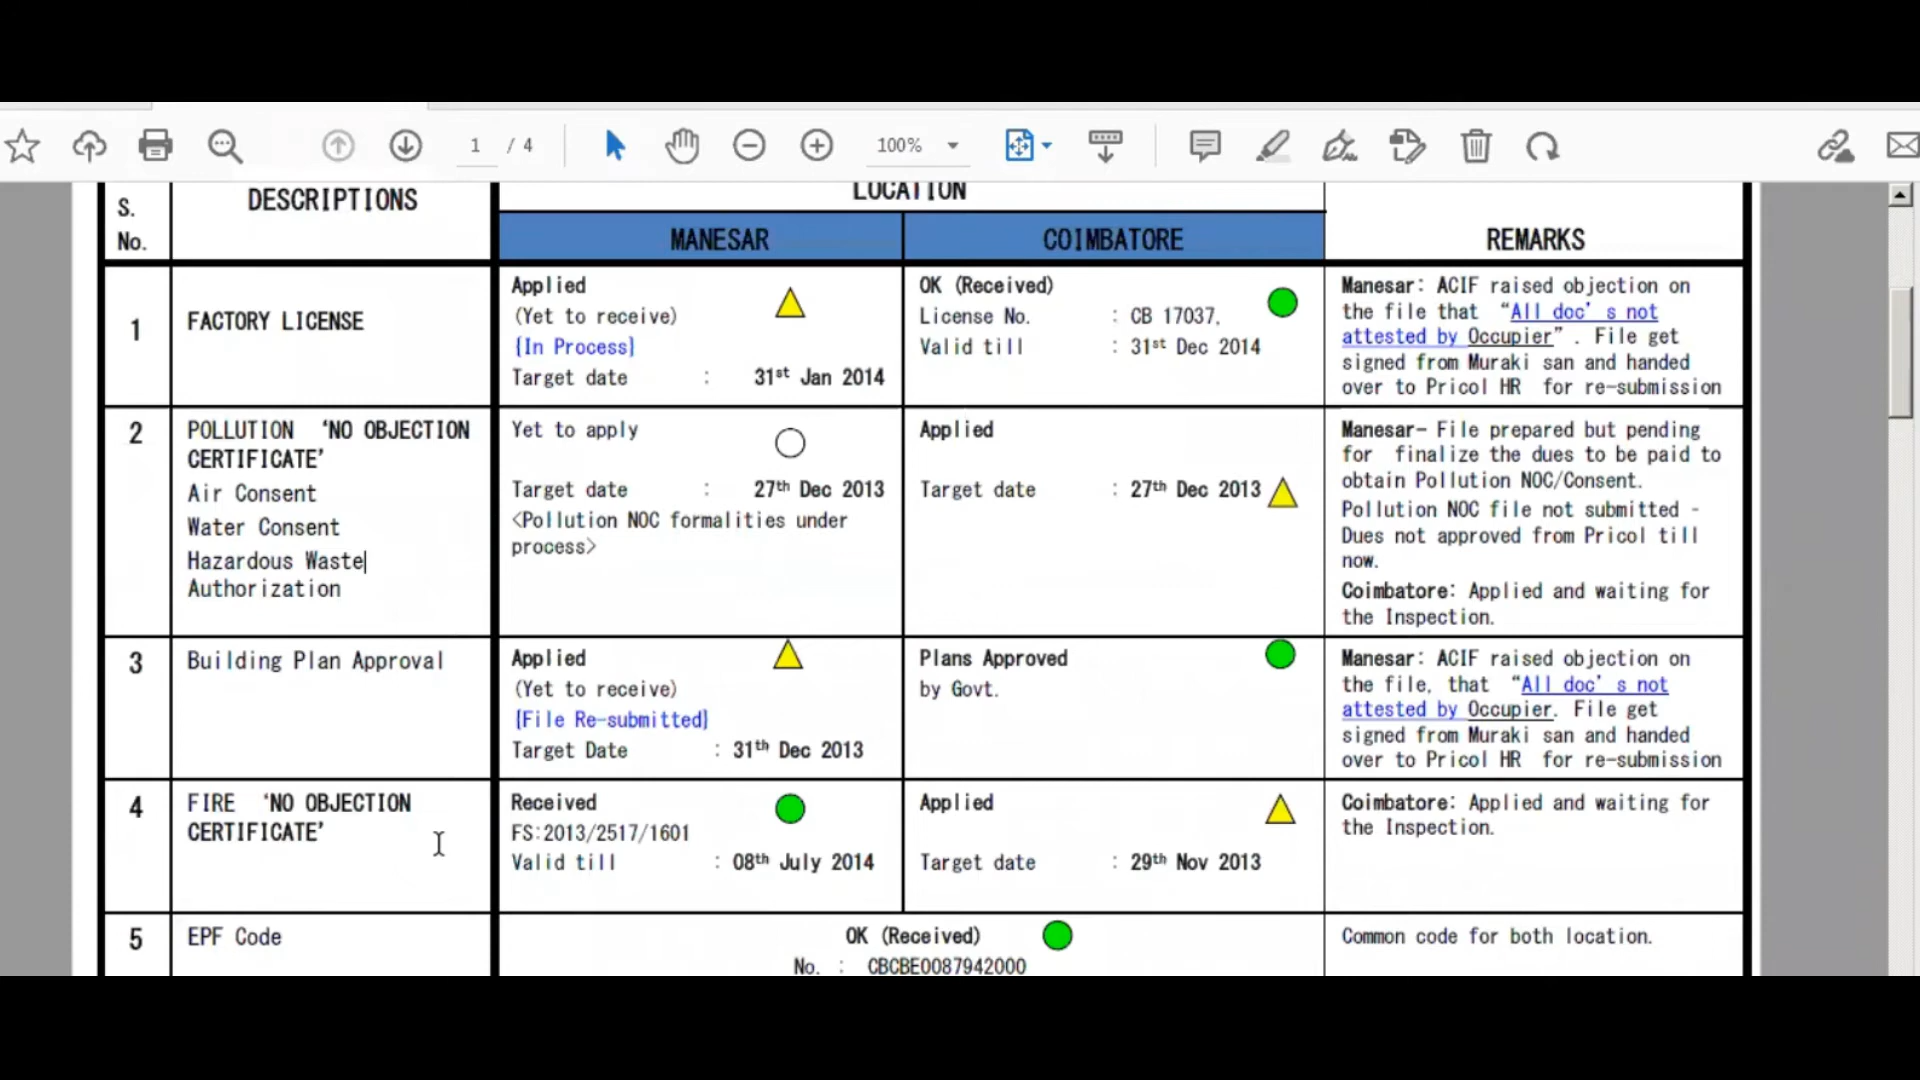 1 / 4
100%
S.
No.
DESCRIPTIONS
LOCATION
MANESAR
COIMBATORE
REMARKS
1
FACTORY LICENSE
Applied
(Yet to receive)
[In Process]
Target date : 31st Jan 2014
OK (Received)
License No. : CB 17037,
Valid till : 31st Dec 2014
Manesar: ACIF raised objection on
the file that “All doc’s not
attested by Occupier”. File get
signed from Muraki san and handed
over to Pricol HR for re-submission
2
POLLUTION ‘NO OBJECTION
CERTIFICATE’
Air Consent
Water Consent
Hazardous Waste
Authorization
Yet to apply
Target date : 27th Dec 2013
<Pollution NOC formalities under
process>
Applied
Target date : 27th Dec 2013
Manesar- File prepared but pending
for finalize the dues to be paid to
obtain Pollution NOC/Consent.
Pollution NOC file not submitted -
Dues not approved from Pricol till
now.
Coimbatore: Applied and waiting for
the Inspection.
3
Building Plan Approval
Applied
(Yet to receive)
[File Re-submitted]
Target Date : 31th Dec 2013
Plans Approved
by Govt.
Manesar: ACIF raised objection on
the file, that “All doc’s not
attested by Occupier. File get
signed from Muraki san and handed
over to Pricol HR for re-submission
4
FIRE ‘NO OBJECTION
CERTIFICATE’
Received
FS:2013/2517/1601
Valid till : 08th July 2014
Applied
Target date : 29th Nov 2013
Coimbatore: Applied and waiting for
the Inspection.
5
EPF Code
OK (Received)
No. : CBCBE0087942000
Common code for both location.